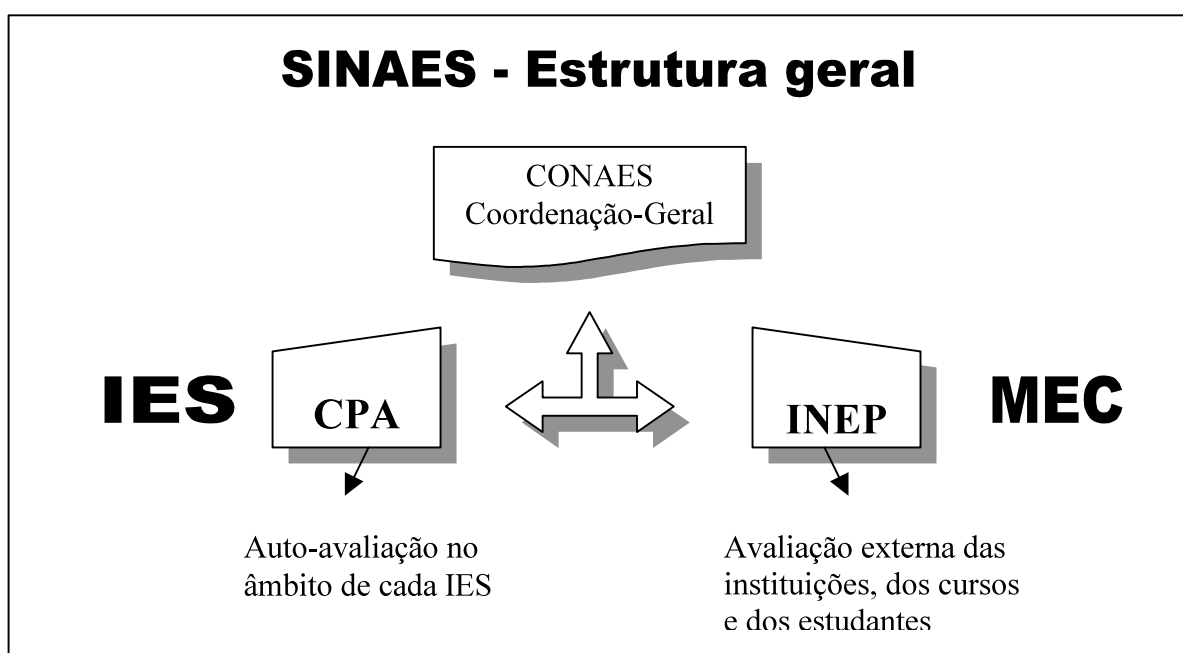 SINAES - Estrutura geral
CONAES
Coordenação-Geral
IES
CPA
INEP
MEC
Auto-avaliação no
âmbito de cada IES
Avaliação externa das
instituições, dos cursos
e dos estudantes